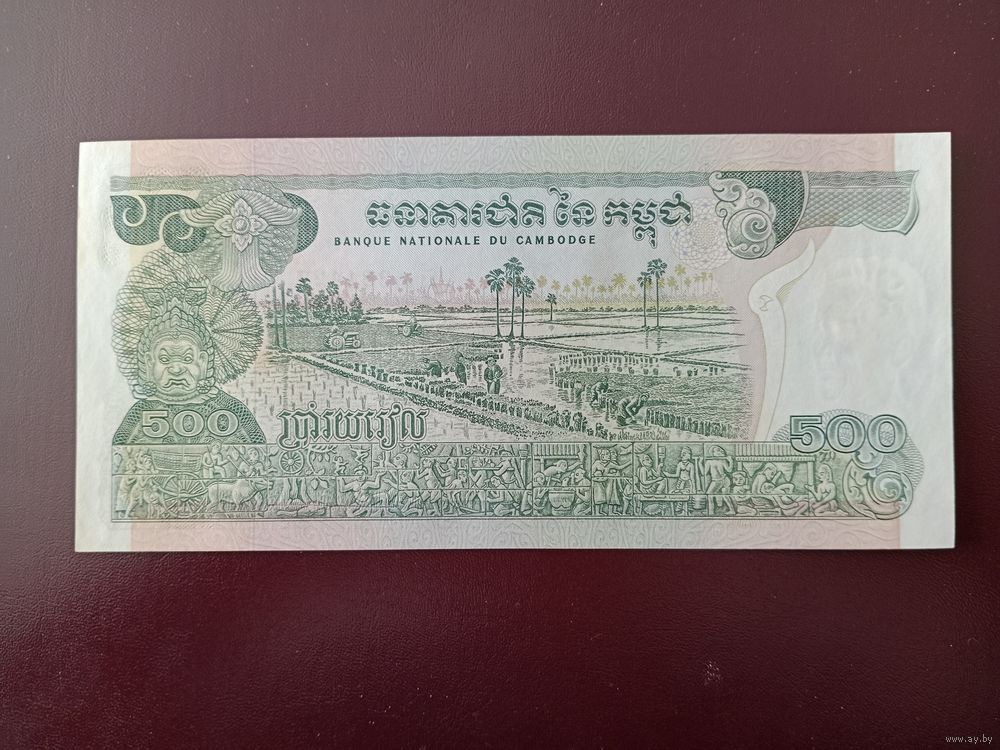 ធនាគារជាតិ នៃ កម្ពុជា
BANQUE NATIONALE DU CAMBODGE
500
ប្រាំរយរៀល
500
www.ay.by